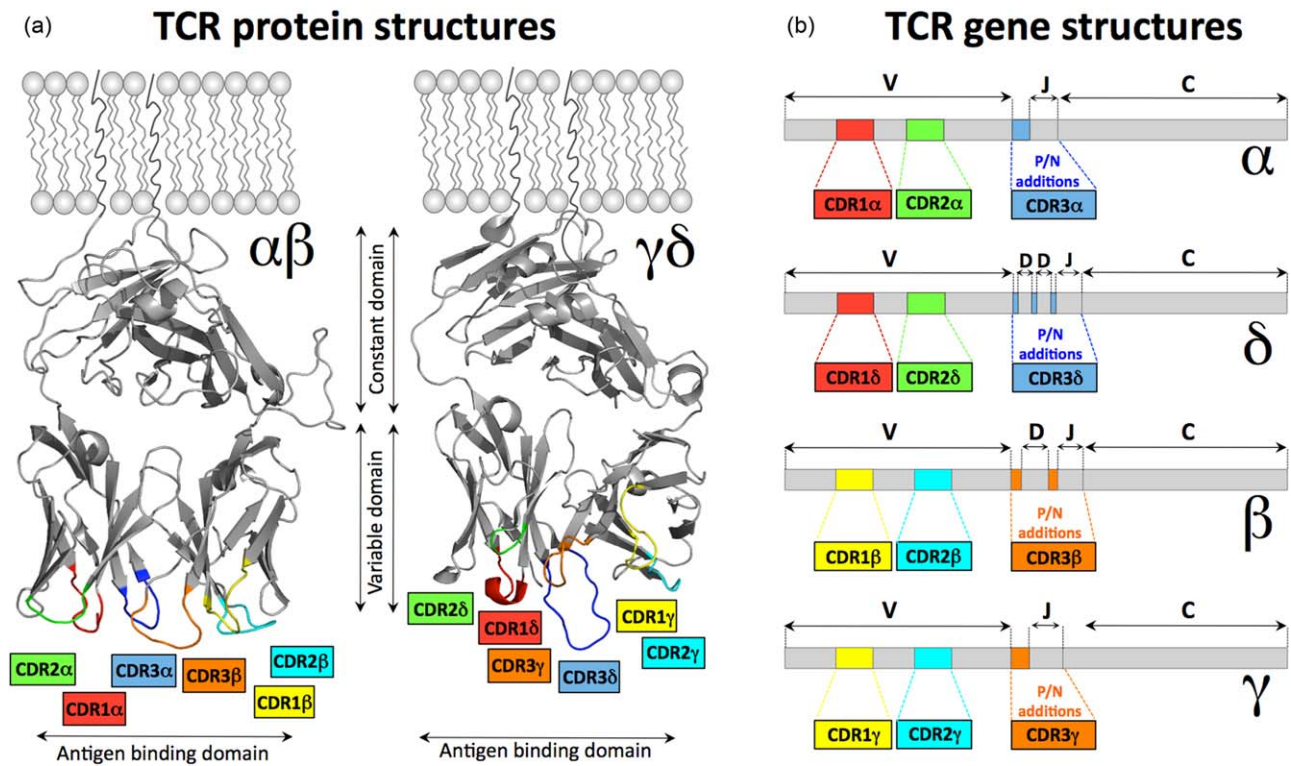 (a) TCR protein structures
αβ
γδ
Constant domain
Variable domain
CDR2α
CDR1α
CDR3α
CDR3β
CDR2β
CDR1β
Antigen binding domain
CDR2δ
CDR1δ
CDR3γ
CDR3δ
CDR1γ
CDR2γ
Antigen binding domain
(b) TCR gene structures
V J C
α
P/N
additions
CDR1α CDR2α CDR3α
V D D J C
δ
P/N
additions
CDR1δ CDR2δ CDR3δ
V D J C
β
P/N
additions
CDR1β CDR2β CDR3β
V J C
γ
P/N
additions
CDR1γ CDR2γ CDR3γ